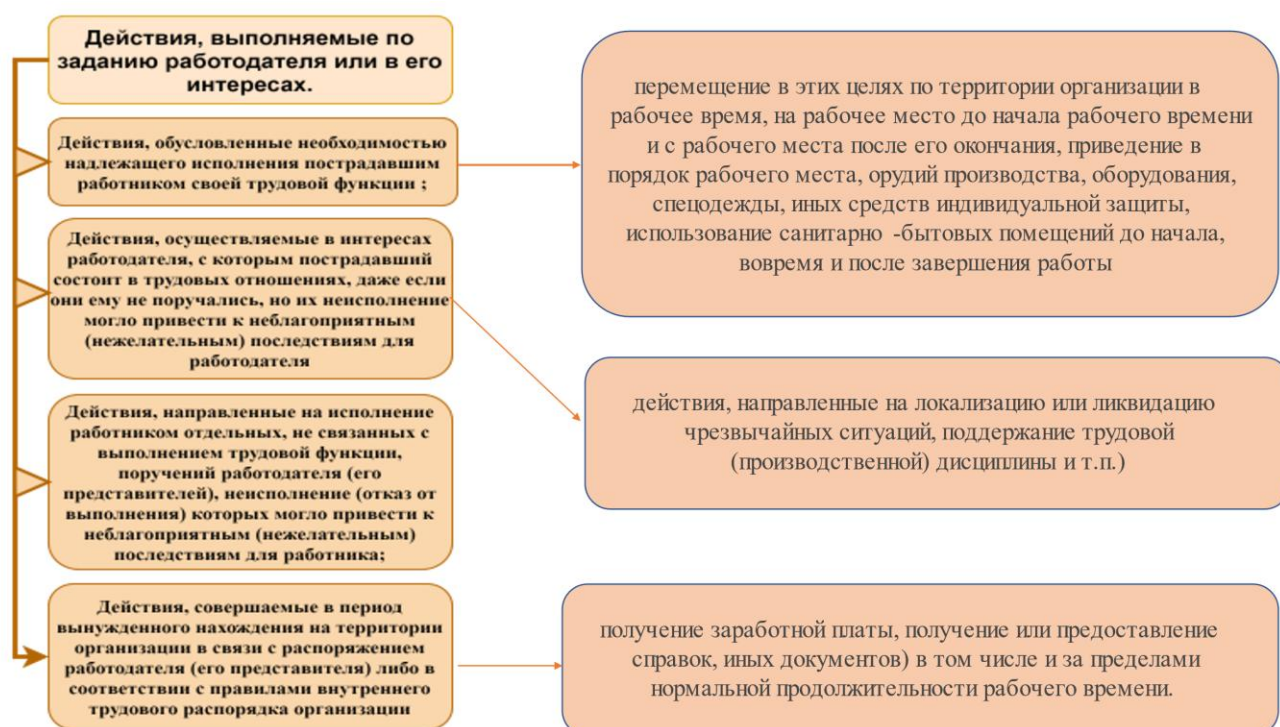 Действия, выполняемые по
заданию работодателя или в его
интересах.
Действия, обусловленные необходимостью
надлежащего исполнения пострадавшим
работником своей трудовой функции ;
перемещение в этих целях по территории организации в
рабочее время, на рабочее место до начала рабочего времени
и с рабочего места после его окончания, приведение в
порядок рабочего места, орудий производства, оборудования,
спецодежды, иных средств индивидуальной защиты,
использование санитарно -бытовых помещений до начала,
вовремя и после завершения работы
Действия, осуществляемые в интересах
работодателя, с которым пострадавший
состоит в трудовых отношениях, даже если
они ему не поручались, но их неисполнение
могло привести к неблагоприятным
(нежелательным) последствиям для
работодателя
действия, направленные на локализацию или ликвидацию
чрезвычайных ситуаций, поддержание трудовой
(производственной) дисциплины и т.п.)
Действия, направленные на исполнение
работником отдельных, не связанных с
выполнением трудовой функции,
поручений работодателя (его
представителей), неисполнение (отказ от
выполнения) которых могло привести к
неблагоприятным (нежелательным)
последствиям для работника;
Действия, совершаемые в период
вынужденного нахождения на территории
организации в связи с распоряжением
работодателя (его представителя) либо в
соответствии с правилами внутреннего
трудового распорядка организации
получение заработной платы, получение или предоставление
справок, иных документов) в том числе и за пределами
нормальной продолжительности рабочего времени.